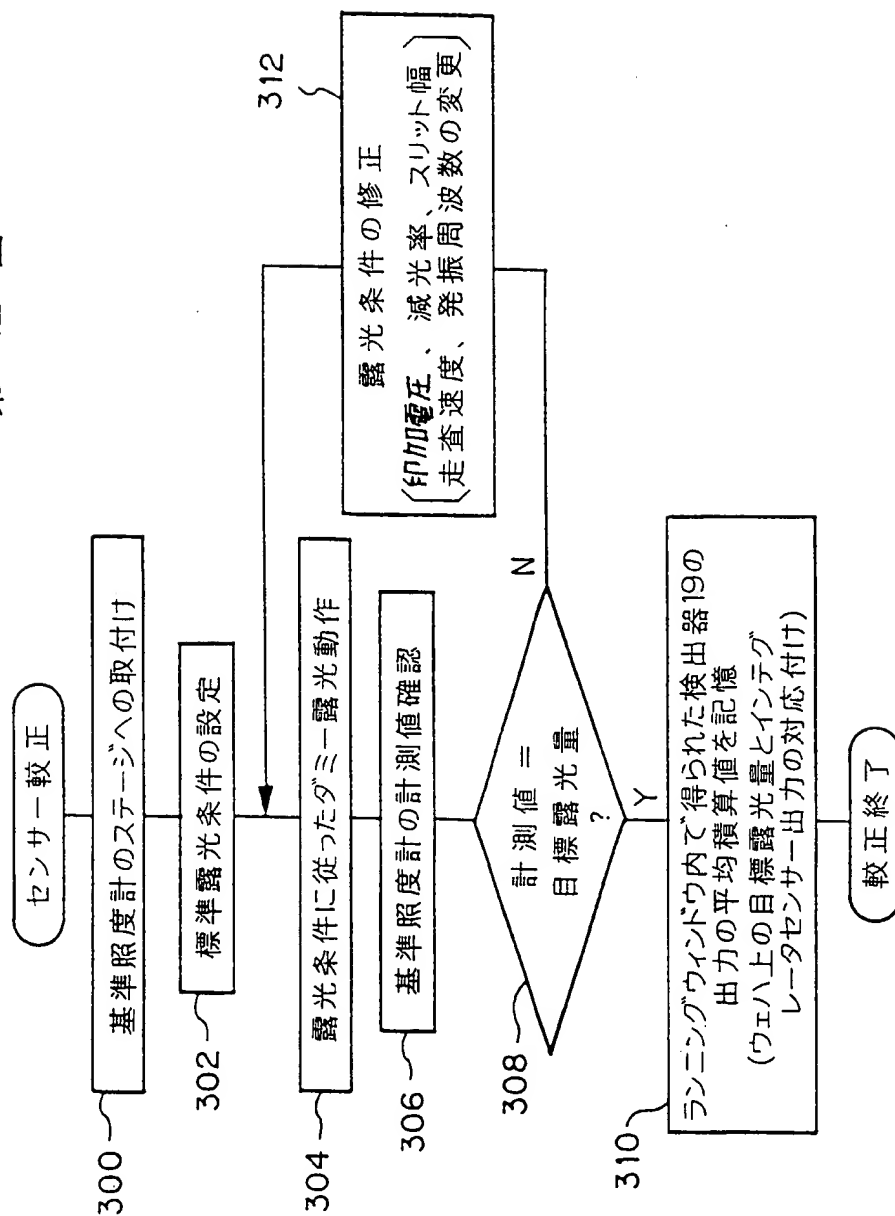 センサー較正
300
基準照度計のステージへの取付け
302
標準露光条件の設定
304
露光条件に従ったダミー露光動作
306
基準照度計の計測値確認
308
計測値=
目標露光量
?
N
Y
312
露光条件の修正
(印加電圧、減光率、スリット幅
走査速度、発振周波数の変更)
310
ランニングウィンドウ内で得られた検出器19の
出力の平均積算値を記憶
(ウェハ上の目標露光量とインテグ
レータセンサー出力の対応付け)
較正終了